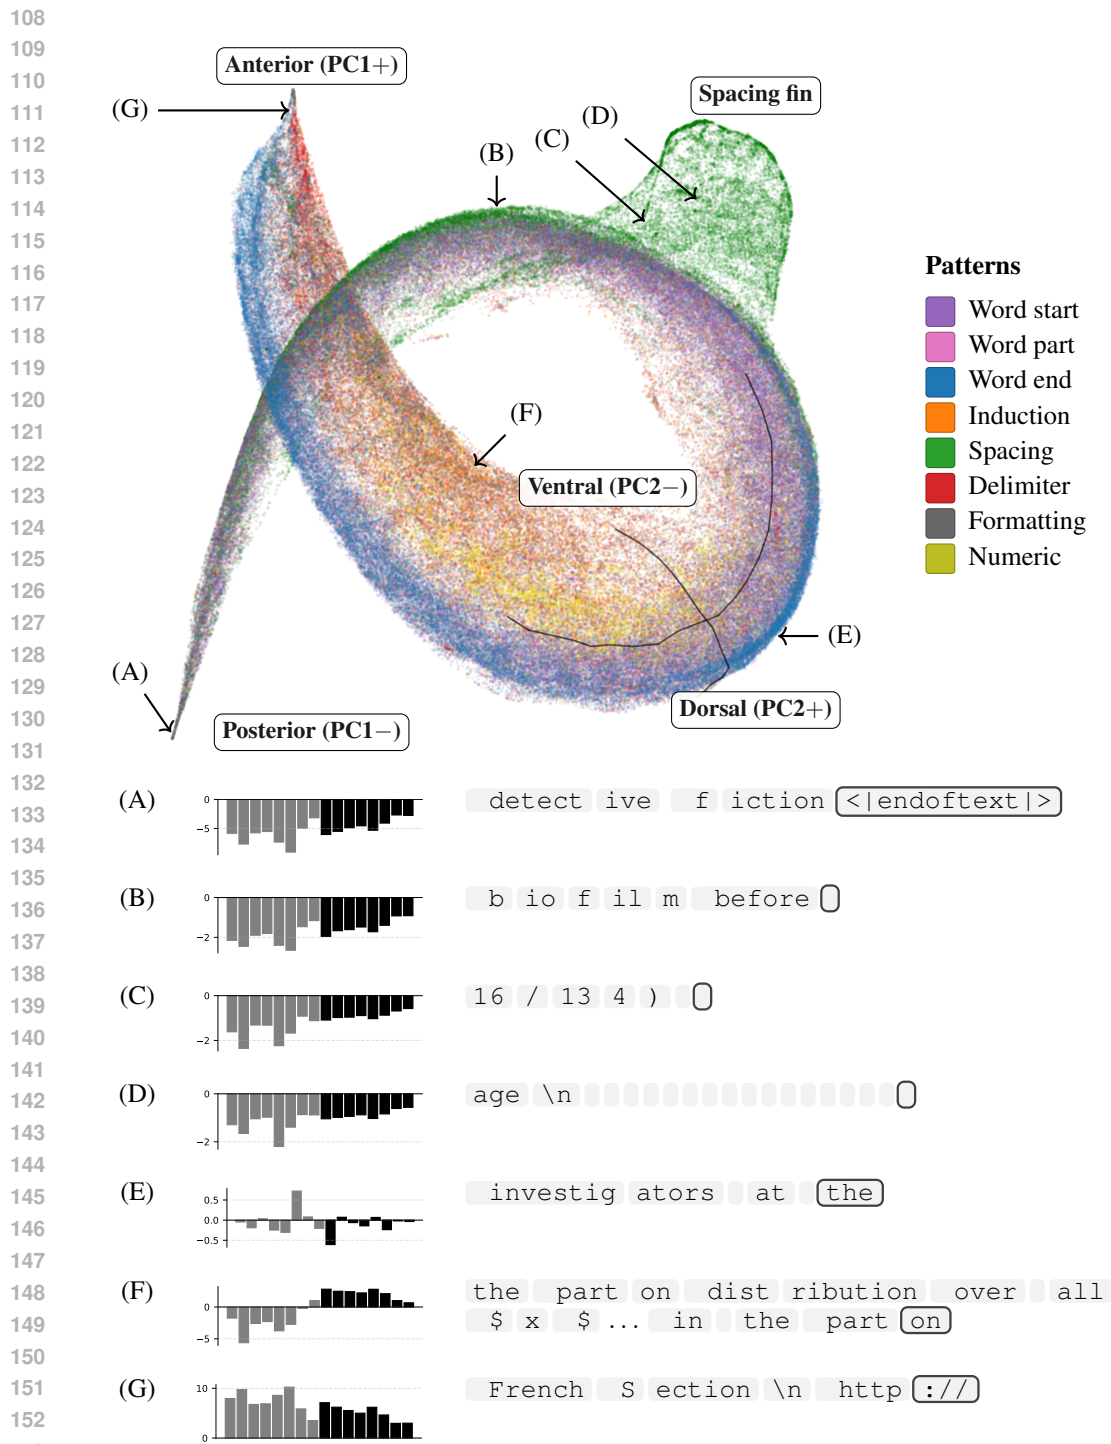 108
109
110
111
112
113
114
115
116
117
118
119
120
121
122
123
124
125
126
127
128
129
130
131
132
133
134
135
136
137
138
139
140
141
142
143
144
145
146
147
148
149
150
151
152
Anterior (PC1+)
Spacing fin
(G)
(D)
(C)
(B)
Patterns
Word start
Word part
Word end
Induction
Spacing
Delimiter
Formatting
Numeric
(F)
Ventral (PC2−)
(E)
(A)
Dorsal (PC2+)
Posterior (PC1−)
(A) 0 −5 detect ive f iction <|endoftext|>
(B) 0 −2 b io f il m before
(C) 0 −2 16 / 13 4 )
(D) 0 −2 age \n
(E) 0.5 0.0 −0.5 investig ators at the
(F) 0 −5 the part on dist ribution over all
$ x $ ... in the part on
(G) 10 0 French S ection \n http ://